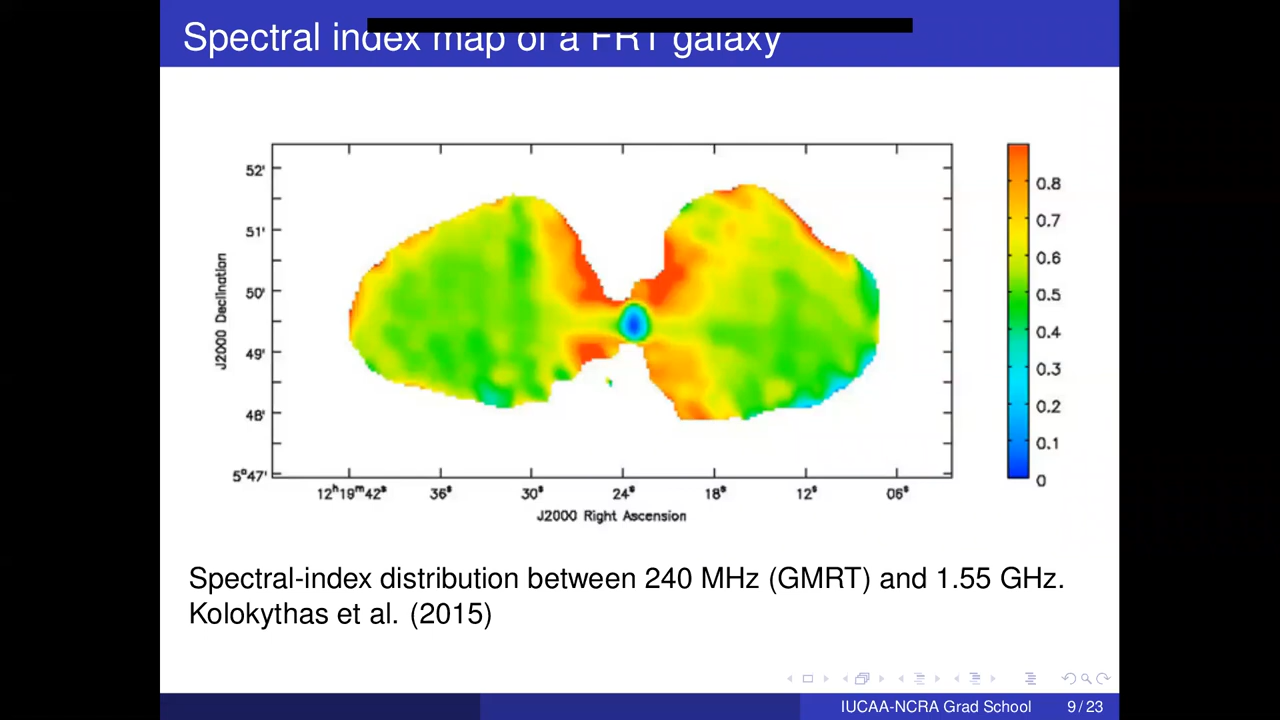 Spectral index map of a FR1 galaxy
52'
51'
50'
49'
48'
5°47'
J2000 Declination
12ʰ19ᵐ42ˢ 36ˢ 30ˢ 24ˢ 18ˢ 12ˢ 06ˢ
J2000 Right Ascension
0.8
0.7
0.6
0.5
0.4
0.3
0.2
0.1
0
Spectral-index distribution between 240 MHz (GMRT) and 1.55 GHz.
Kolokythas et al. (2015)
IUCAA-NCRA Grad School 9/23